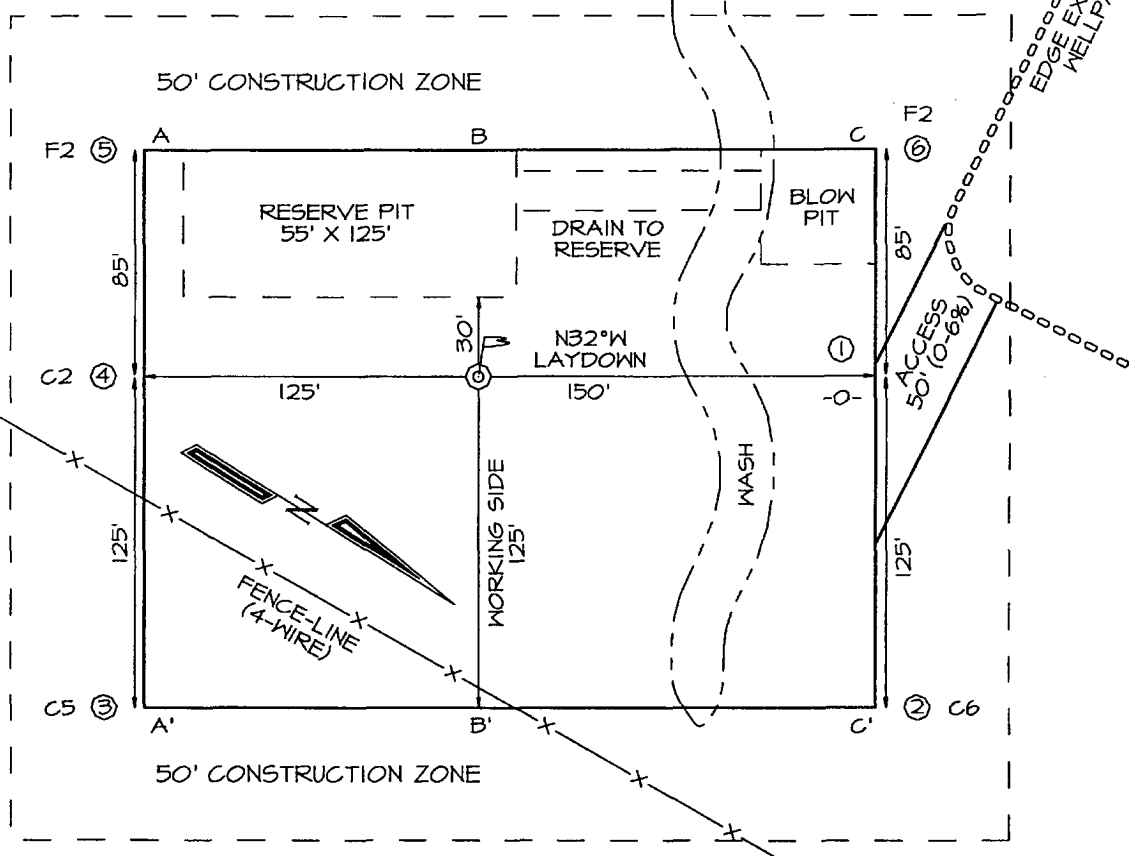 50' CONSTRUCTION ZONE
EDGE EX
WELLPA
F2
F2 ⑤
A
B
C
⑥
RESERVE PIT
55' X 125'
DRAIN TO
RESERVE
BLOW
PIT
85'
85'
30'
N32°W
LAYDOWN
①
ACCESS
50' (0-6%)
C2 ④
125'
150'
-0-
WASH
N
WORKING SIDE
125'
125'
125'
FENCE-LINE
(4-WIRE)
C5 ③
A'
B'
C'
② C6
50' CONSTRUCTION ZONE